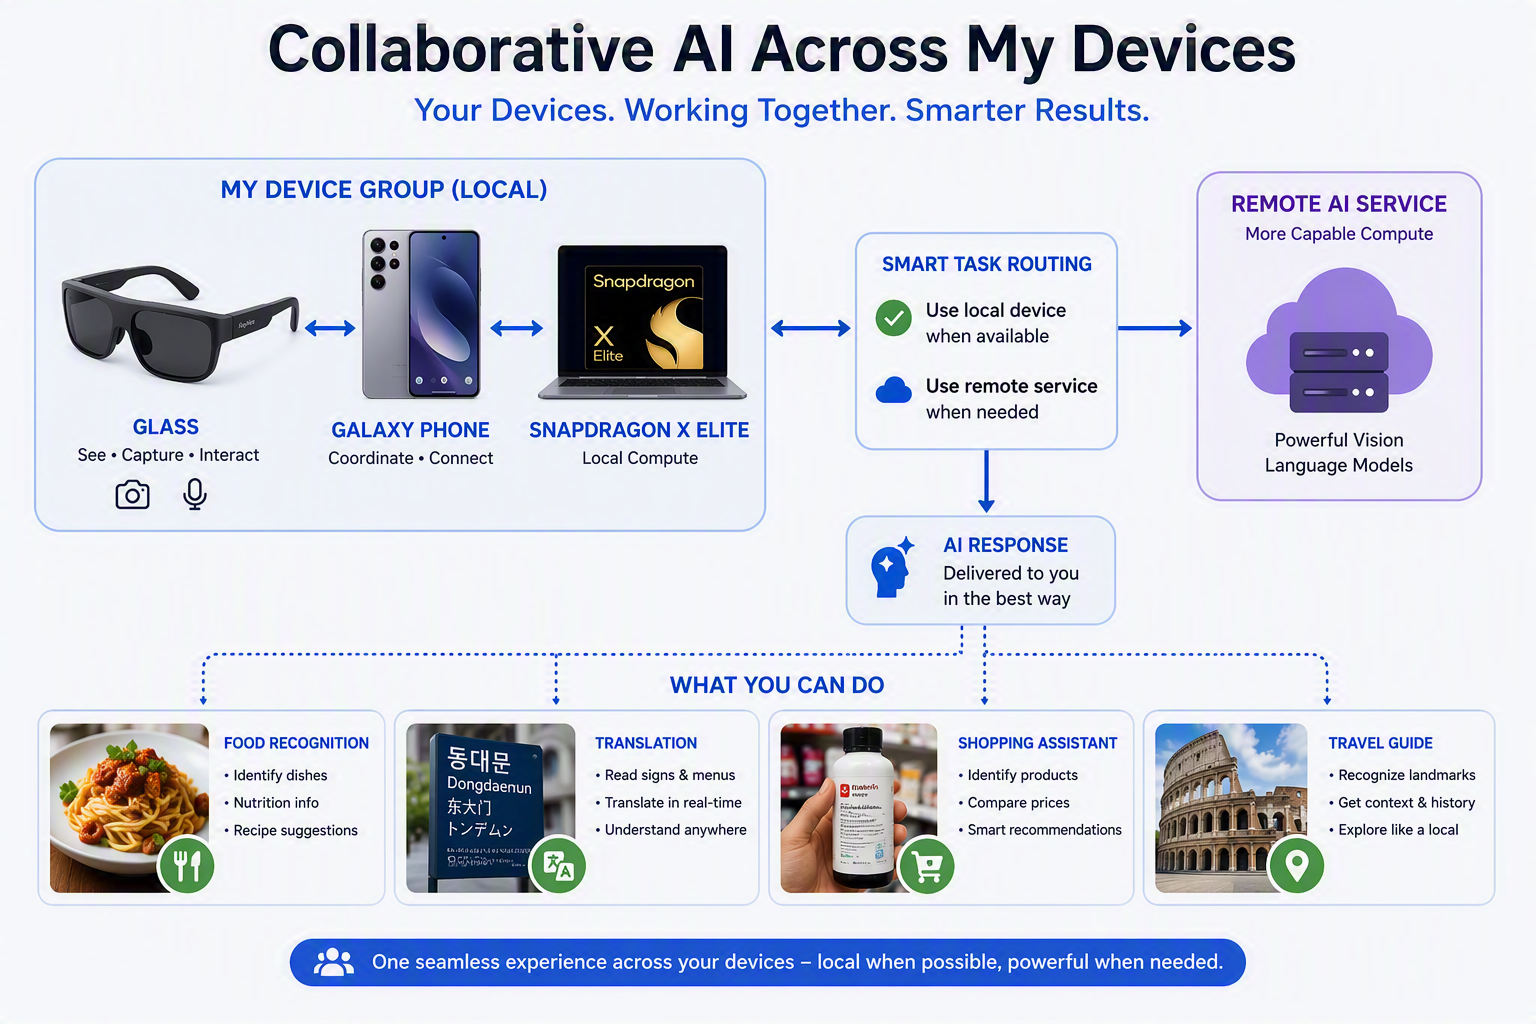 Collaborative AI Across My Devices
Your Devices. Working Together. Smarter Results.
MY DEVICE GROUP (LOCAL)
RayNeo
GLASS
See • Capture • Interact
GALAXY PHONE
Coordinate • Connect
Snapdragon
X
Elite
SNAPDRAGON X ELITE
Local Compute
SMART TASK ROUTING
Use local device
when available
Use remote service
when needed
REMOTE AI SERVICE
More Capable Compute
Powerful Vision
Language Models
AI RESPONSE
Delivered to you
in the best way
WHAT YOU CAN DO
FOOD RECOGNITION
• Identify dishes
• Nutrition info
• Recipe suggestions
동대문
Dongdaemun
东大门
トンデムン
TRANSLATION
• Read signs & menus
• Translate in real-time
• Understand anywhere
SHOPPING ASSISTANT
• Identify products
• Compare prices
• Smart recommendations
TRAVEL GUIDE
• Recognize landmarks
• Get context & history
• Explore like a local
One seamless experience across your devices – local when possible, powerful when needed.